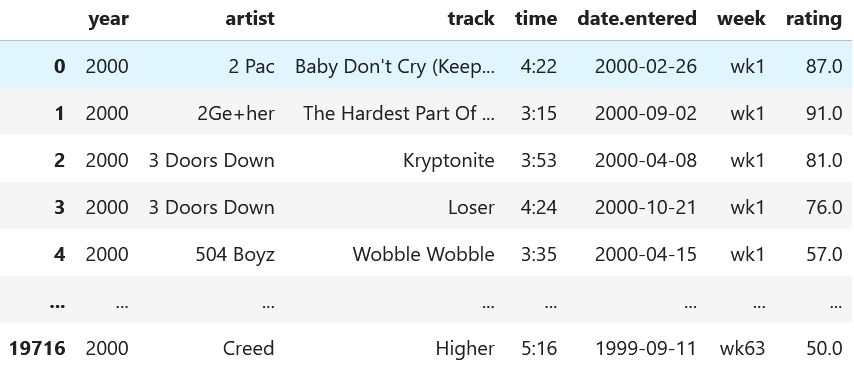 year artist track time date.entered week rating
0 2000 2 Pac Baby Don't Cry (Keep... 4:22 2000-02-26 wk1 87.0
1 2000 2Ge+her The Hardest Part Of ... 3:15 2000-09-02 wk1 91.0
2 2000 3 Doors Down Kryptonite 3:53 2000-04-08 wk1 81.0
3 2000 3 Doors Down Loser 4:24 2000-10-21 wk1 76.0
4 2000 504 Boyz Wobble Wobble 3:35 2000-04-15 wk1 57.0
... ... ... ... ... ... ... ...
19716 2000 Creed Higher 5:16 1999-09-11 wk63 50.0